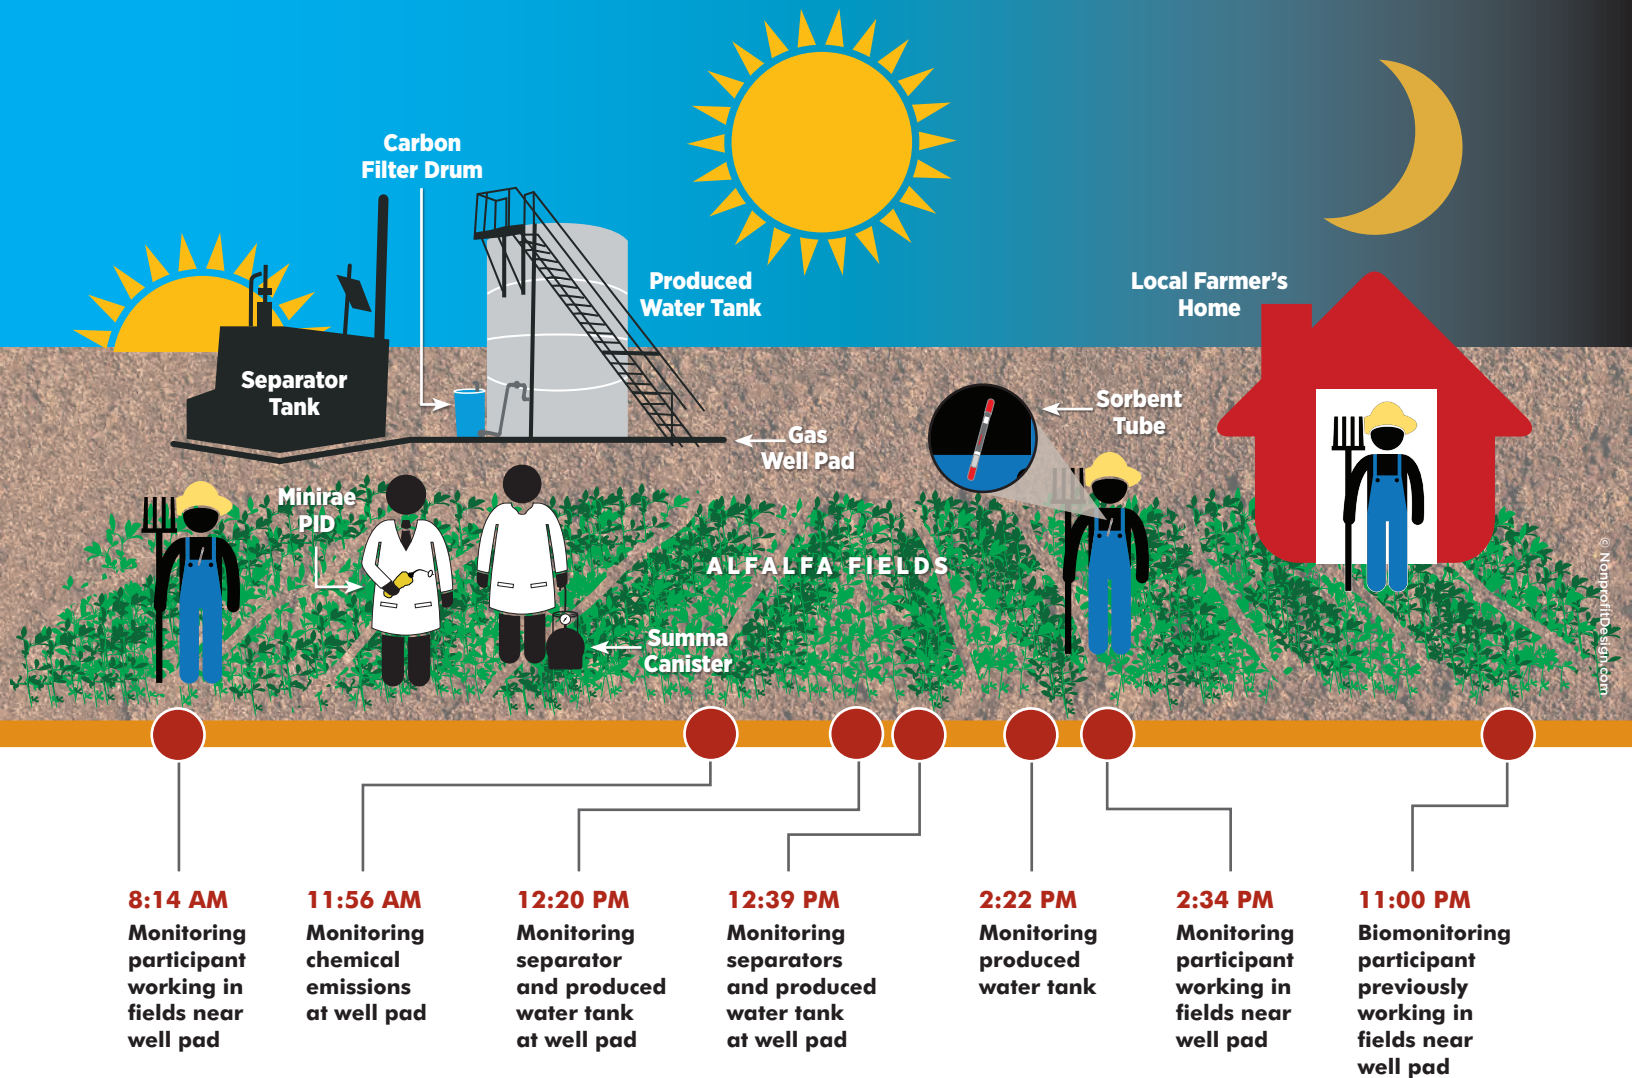 Carbon
Filter Drum
Produced
Water Tank
Local Farmer's
Home
Separator
Tank
Sorbent
Tube
Gas
Well Pad
Minirae
PID
ALFALFA FIELDS
Summa
Canister
© NonprofitDesign.com
8:14 AM
Monitoring
participant
working in
fields near
well pad
11:56 AM
Monitoring
chemical
emissions
at well pad
12:20 PM
Monitoring
separator
and produced
water tank
at well pad
12:39 PM
Monitoring
separators
and produced
water tank
at well pad
2:22 PM
Monitoring
produced
water tank
2:34 PM
Monitoring
participant
working in
fields near
well pad
11:00 PM
Biomonitoring
participant
previously
working in
fields near
well pad